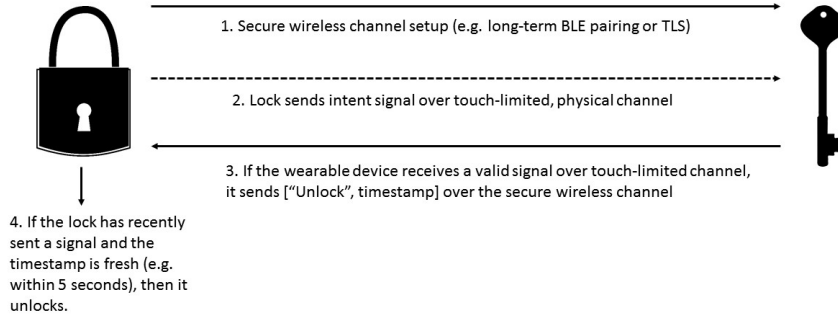 1. Secure wireless channel setup (e.g. long-term BLE pairing or TLS)
2. Lock sends intent signal over touch-limited, physical channel
3. If the wearable device receives a valid signal over touch-limited channel,
it sends [“Unlock”, timestamp] over the secure wireless channel
4. If the lock has recently
sent a signal and the
timestamp is fresh (e.g.
within 5 seconds), then it
unlocks.